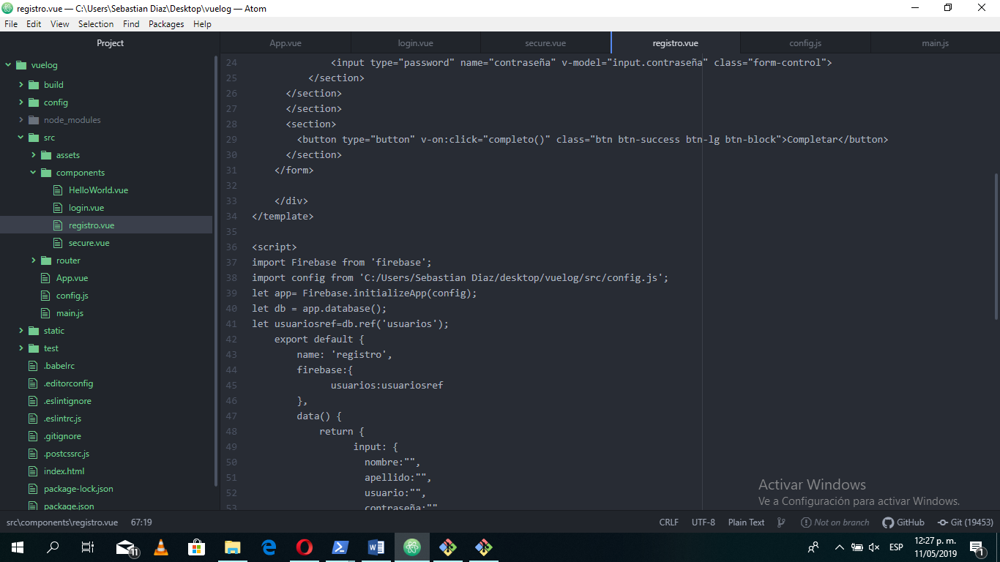 registro.vue — C:\Users\Sebastian Diaz\Desktop\vuelog — Atom
File Edit View Selection Find Packages Help
Project
App.vue login.vue secure.vue registro.vue config.js main.js
vuelog
build
config
node_modules
src
assets
components
HelloWorld.vue
login.vue
registro.vue
secure.vue
router
App.vue
config.js
main.js
static
test
.babelrc
.editorconfig
.eslintignore
.eslintrc.js
.gitignore
.postcssrc.js
index.html
package-lock.json
package.json
24 <input type="password" name="contraseña" v-model="input.contraseña" class="form-control">
25 </section>
26 </section>
27 </section>
28 <section>
29 <button type="button" v-on:click="completo()" class="btn btn-success btn-lg btn-block">Completar</button>
30 </section>
31 </form>
32
33 </div>
34 </template>
35
36 <script>
37 import Firebase from 'firebase';
38 import config from 'C:/Users/Sebastian Diaz/desktop/vuelog/src/config.js';
39 let app= Firebase.initializeApp(config);
40 let db = app.database();
41 let usuariosref=db.ref('usuarios');
42 export default {
43 name: 'registro',
44 firebase:{
45 usuarios:usuariosref
46 },
47 data() {
48 return {
49 input: {
50 nombre:"",
51 apellido:"",
52 usuario:"",
53 contraseña:""
Activar Windows
Ve a Configuración para activar Windows.
src\components\registro.vue 67:19 CRLF UTF-8 Plain Text Not on branch GitHub Git (19453)
11
ESP
12:27 p. m.
11/05/2019
1